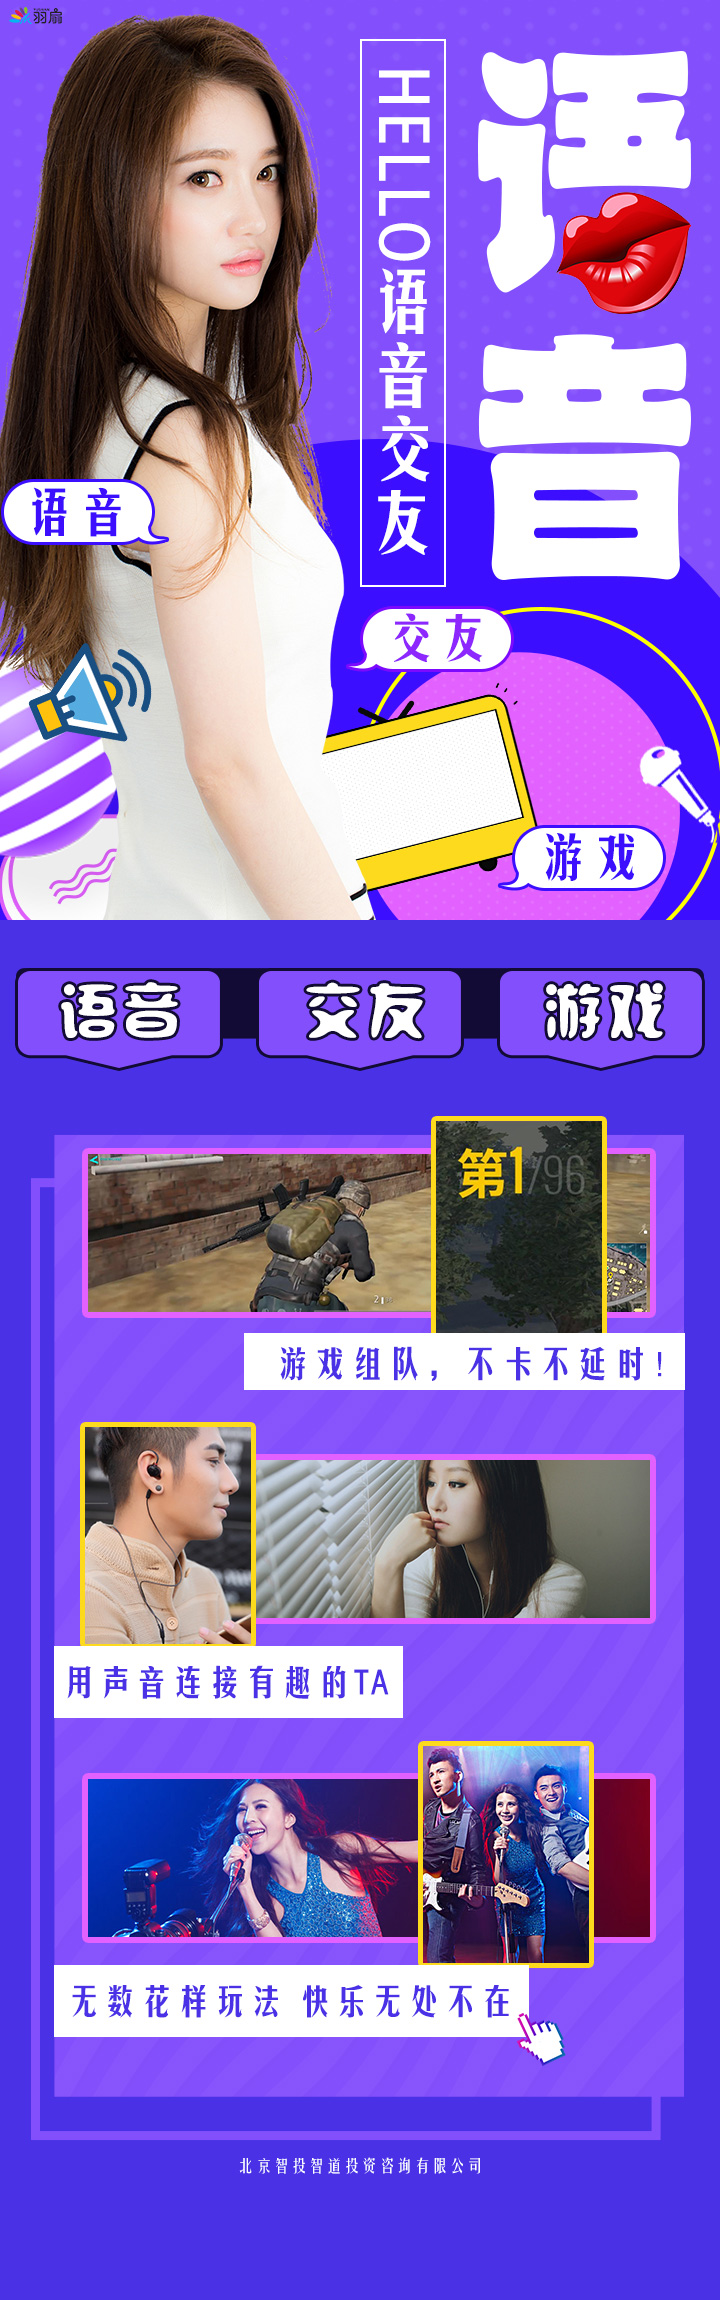 羽扇
语音
HELLO语音交友
语音
交友
游戏
语音
交友
游戏
第1/96
游戏组队，不卡不延时!
用声音连接有趣的TA
无数花样玩法 快乐无处不在
北京智投智道投资咨询有限公司